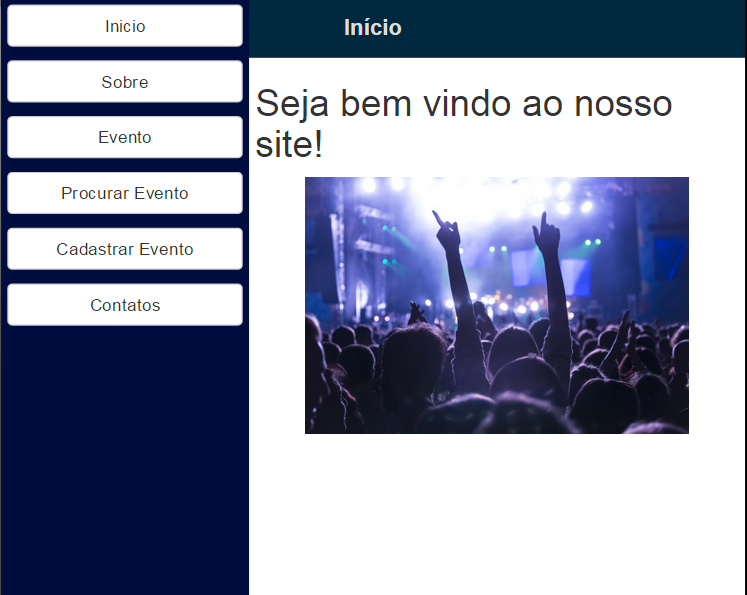 Inicio
Sobre
Evento
Procurar Evento
Cadastrar Evento
Contatos
Início
Seja bem vindo ao nosso
site!